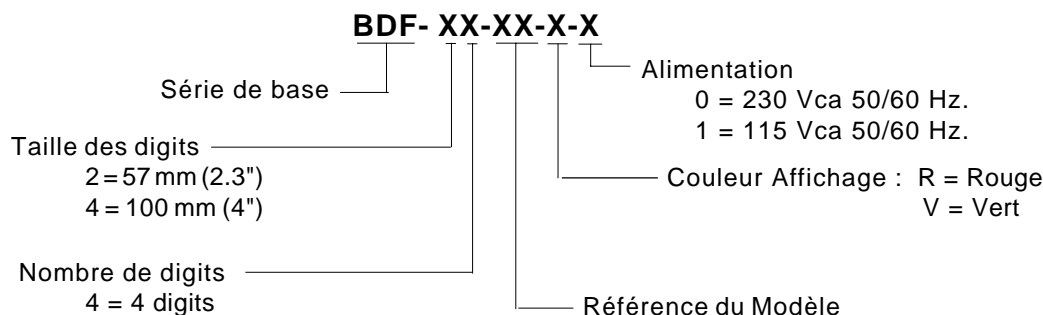 BDF- XX-XX-X-X
Alimentation
Série de base
0 = 230 Vca 50/60 Hz.
1 = 115 Vca 50/60 Hz.
Taille des digits
2 = 57 mm (2.3")
4 = 100 mm (4")
Couleur Affichage : R = Rouge
V = Vert
Nombre de digits
4 = 4 digits
Référence du Modèle